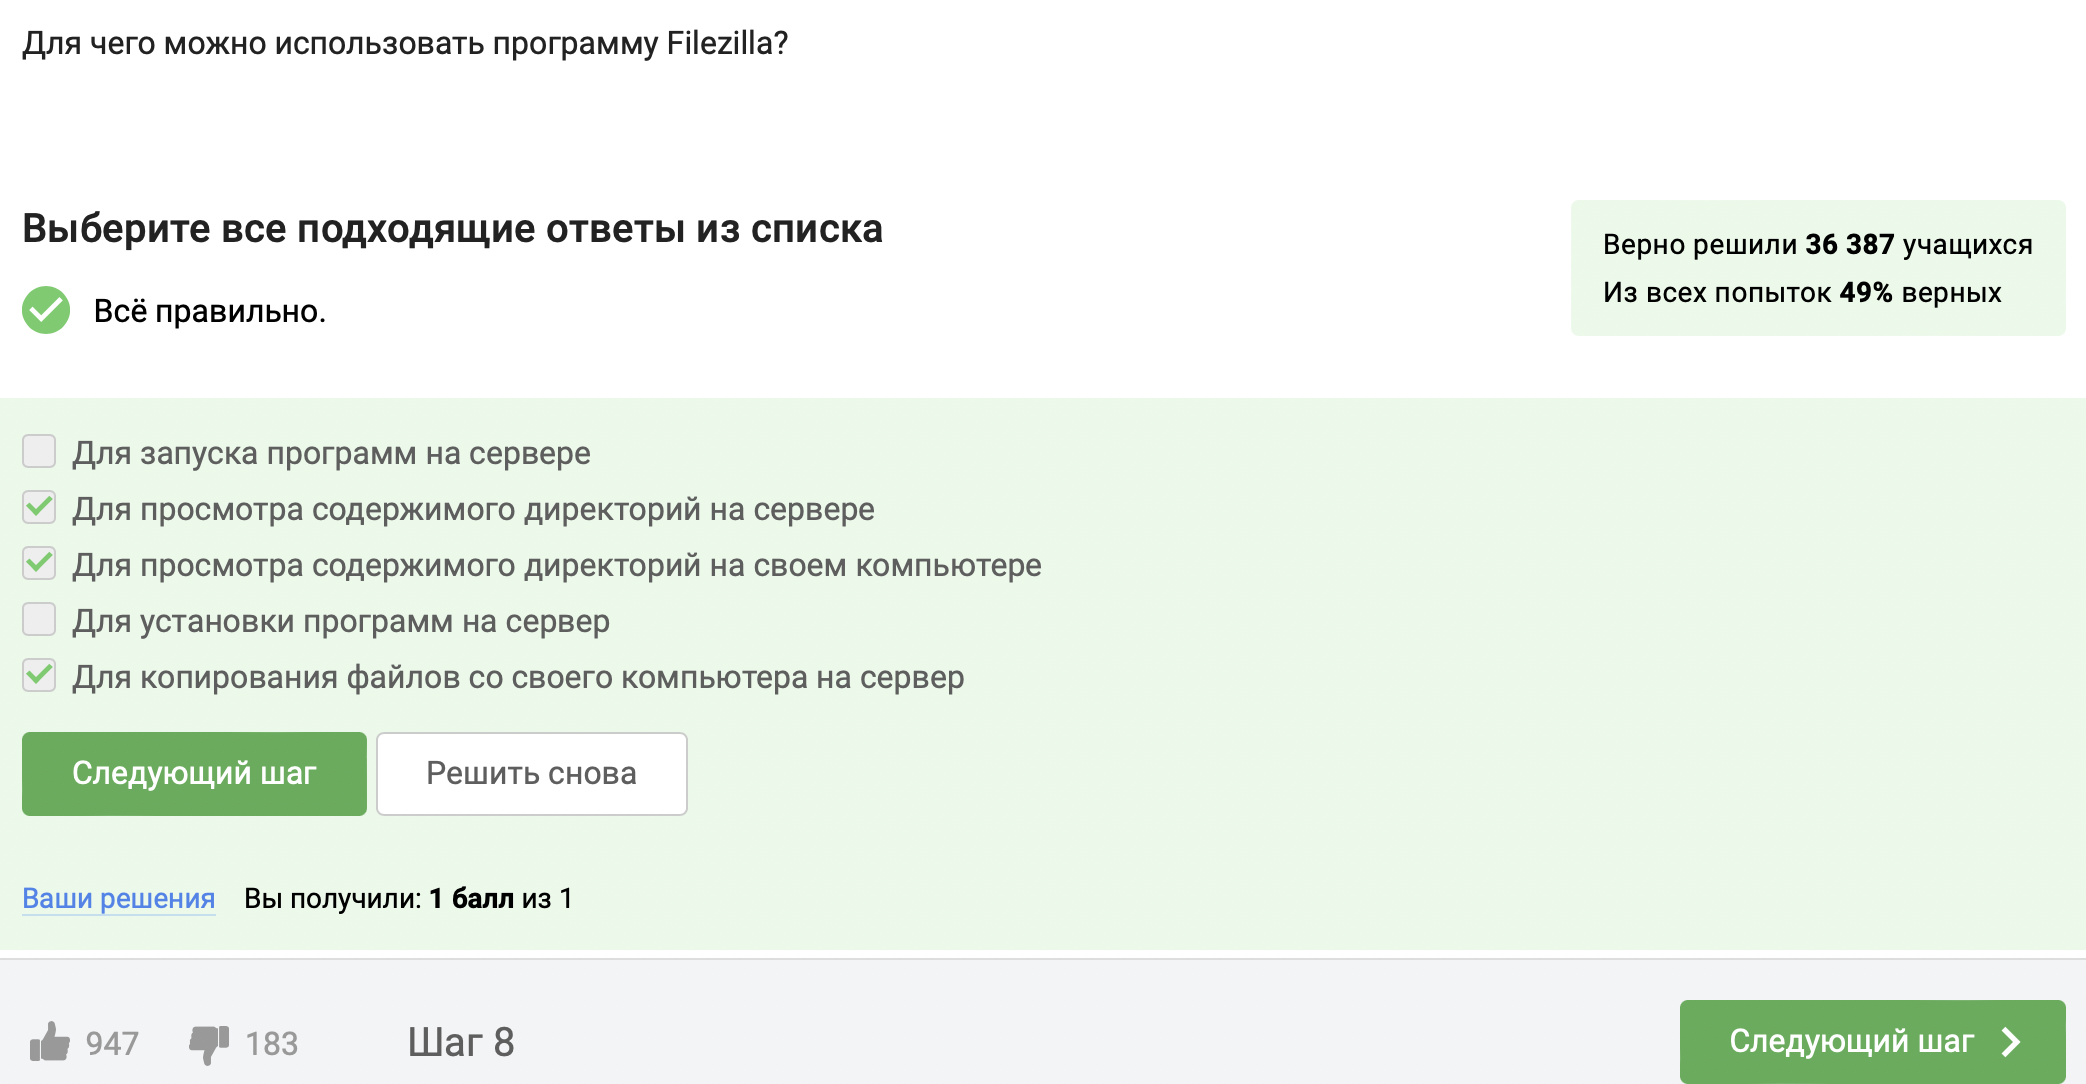 Для чего можно использовать программу Filezilla?
Выберите все подходящие ответы из списка
Верно решили 36 387 учащихся
Из всех попыток 49% верных
Всё правильно.
Для запуска программ на сервере
Для просмотра содержимого директорий на сервере
Для просмотра содержимого директорий на своем компьютере
Для установки программ на сервер
Для копирования файлов со своего компьютера на сервер
Следующий шаг
Решить снова
Ваши решения
Вы получили: 1 балл из 1
947
183
Шаг 8
Следующий шаг